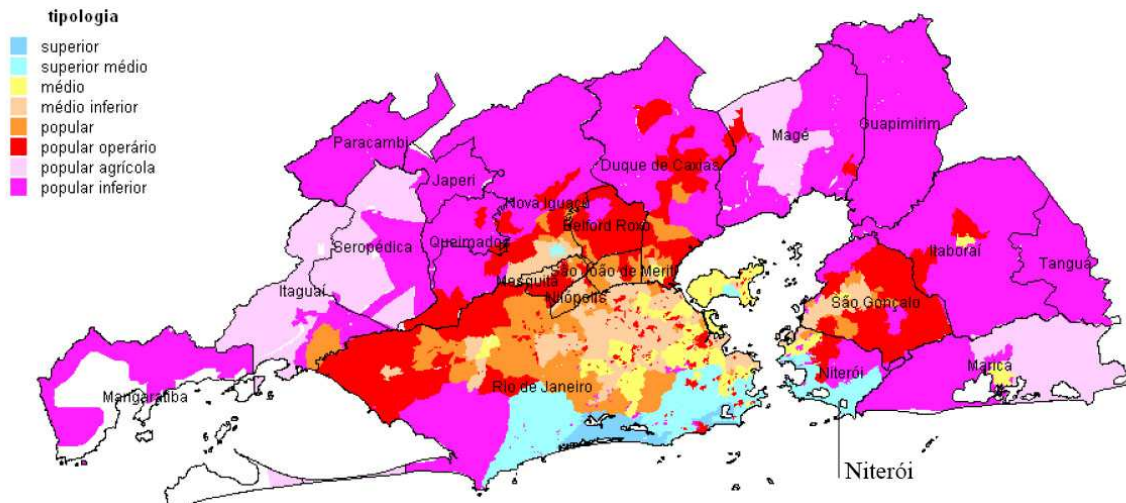 tipologia
superior
superior médio
médio
médio inferior
popular
popular operário
popular agrícola
popular inferior
Paracambi
Japeri
Nova Iguaçu
Duque de Caxias
Magé
Guapimirim
Belford Roxo
Queimados
Seropédica
Itaguaí
São João de Meriti
Mesquita
Nilópolis
Itaboraí
Tanguá
São Gonçalo
Rio de Janeiro
Niterói
Maricá
Mangaratiba
Niterói